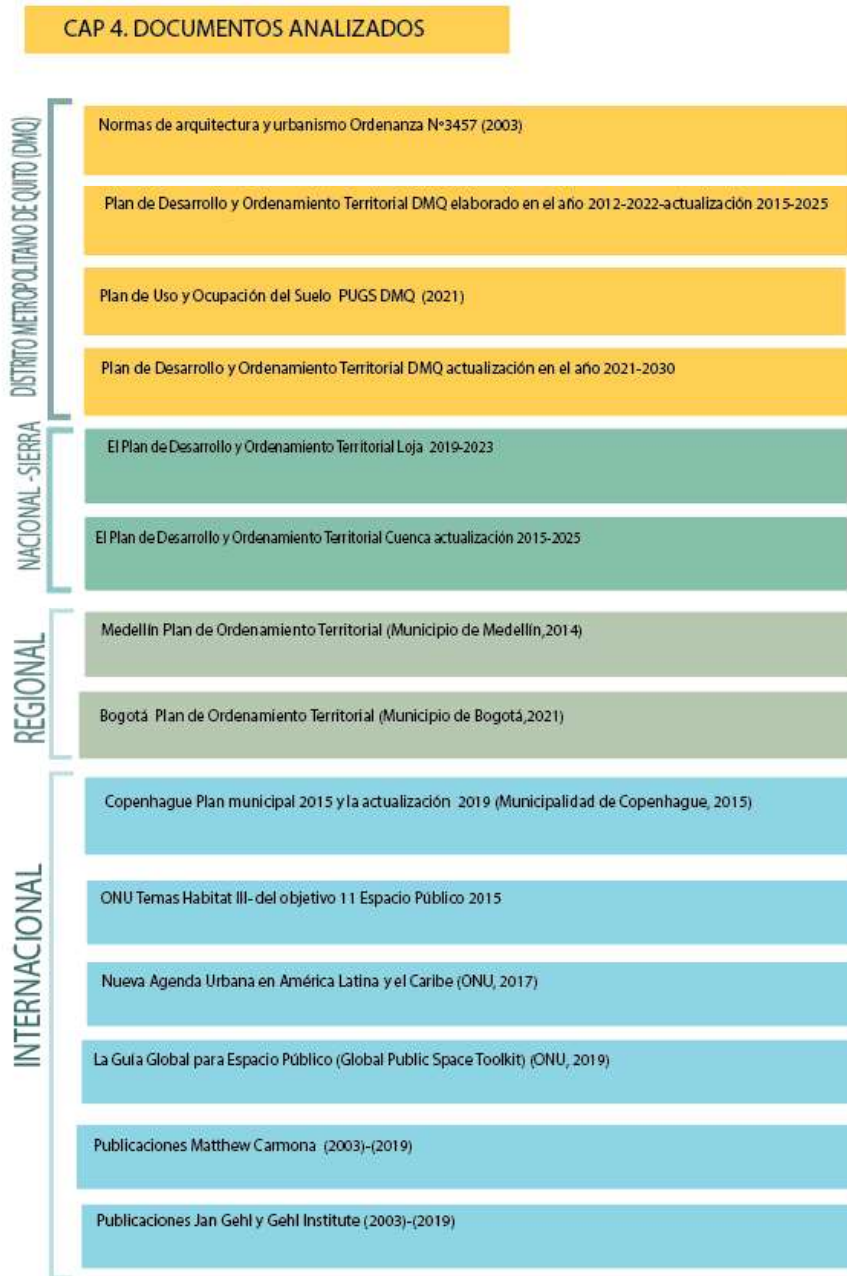 CAP 4. DOCUMENTOS ANALIZADOS
DISTRITO METROPOLITANO DE QUITO (DMQ)
Normas de arquitectura y urbanismo Ordenanza Nº3457 (2003)
Plan de Desarrollo y Ordenamiento Territorial DMQ elaborado en el año 2012-2022-actualización 2015-2025
Plan de Uso y Ocupación del Suelo PUGS DMQ (2021)
Plan de Desarrollo y Ordenamiento Territorial DMQ actualización en el año 2021-2030
NACIONAL -SIERRA
El Plan de Desarrollo y Ordenamiento Territorial Loja 2019-2023
El Plan de Desarrollo y Ordenamiento Territorial Cuenca actualización 2015-2025
REGIONAL
Medellín Plan de Ordenamiento Territorial (Municipio de Medellín,2014)
Bogotá Plan de Ordenamiento Territorial (Municipio de Bogotá,2021)
INTERNACIONAL
Copenhague Plan municipal 2015 y la actualización 2019 (Municipalidad de Copenhague, 2015)
ONU Temas Habitat III- del objetivo 11 Espacio Público 2015
Nueva Agenda Urbana en América Latina y el Caribe (ONU, 2017)
La Guía Global para Espacio Público (Global Public Space Toolkit) (ONU, 2019)
Publicaciones Matthew Carmona (2003)-(2019)
Publicaciones Jan Gehl y Gehl Institute (2003)-(2019)